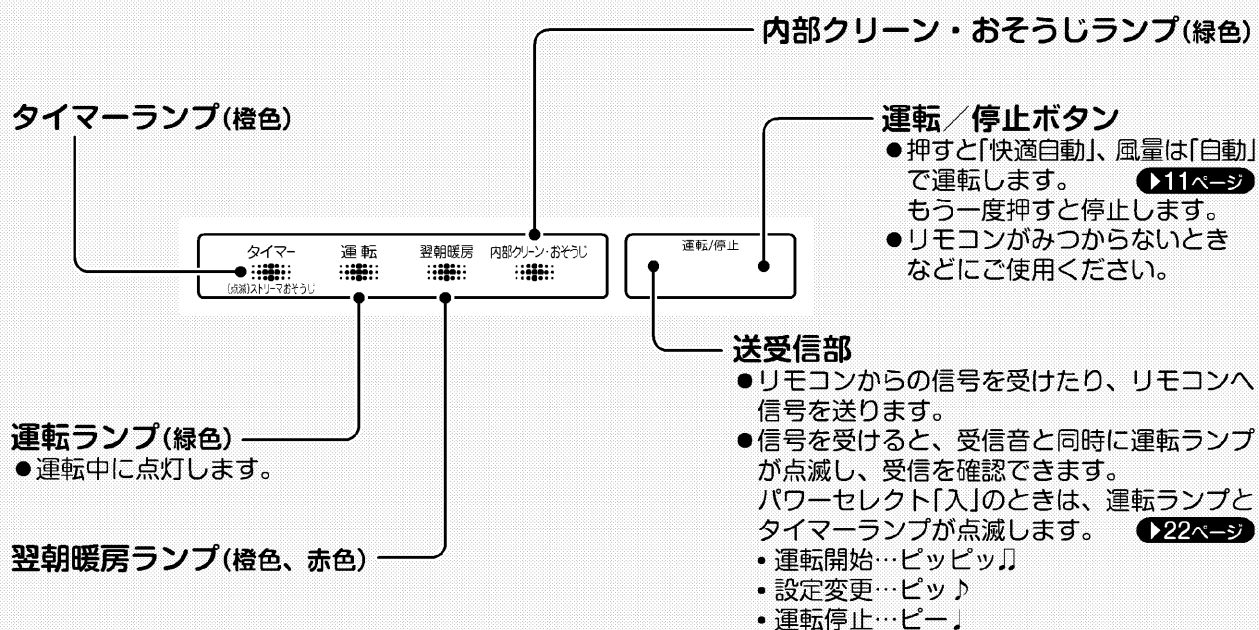 内部クリーン・おそうじランプ(緑色)
タイマーランプ(橙色)
運転／停止ボタン
●押すと「快適自動」、風量は「自動」
で運転します。 ▶11ページ
もう一度押すと停止します。
●リモコンがみつからないとき
などにご使用ください。
タイマー 運転 翌朝暖房 内部クリーン・おそうじ
(点滅)ストリーマおそうじ
運転/停止
送受信部
●リモコンからの信号を受けたり、リモコンへ
信号を送ります。
●信号を受けると、受信音と同時に運転ランプ
が点滅し、受信を確認できます。
パワーセレクト「入」のときは、運転ランプと
タイマーランプが点滅します。 ▶22ページ
・運転開始…ピッピッ♫
・設定変更…ピッ♪
・運転停止…ピー♩
運転ランプ(緑色)
●運転中に点灯します。
翌朝暖房ランプ(橙色、赤色)